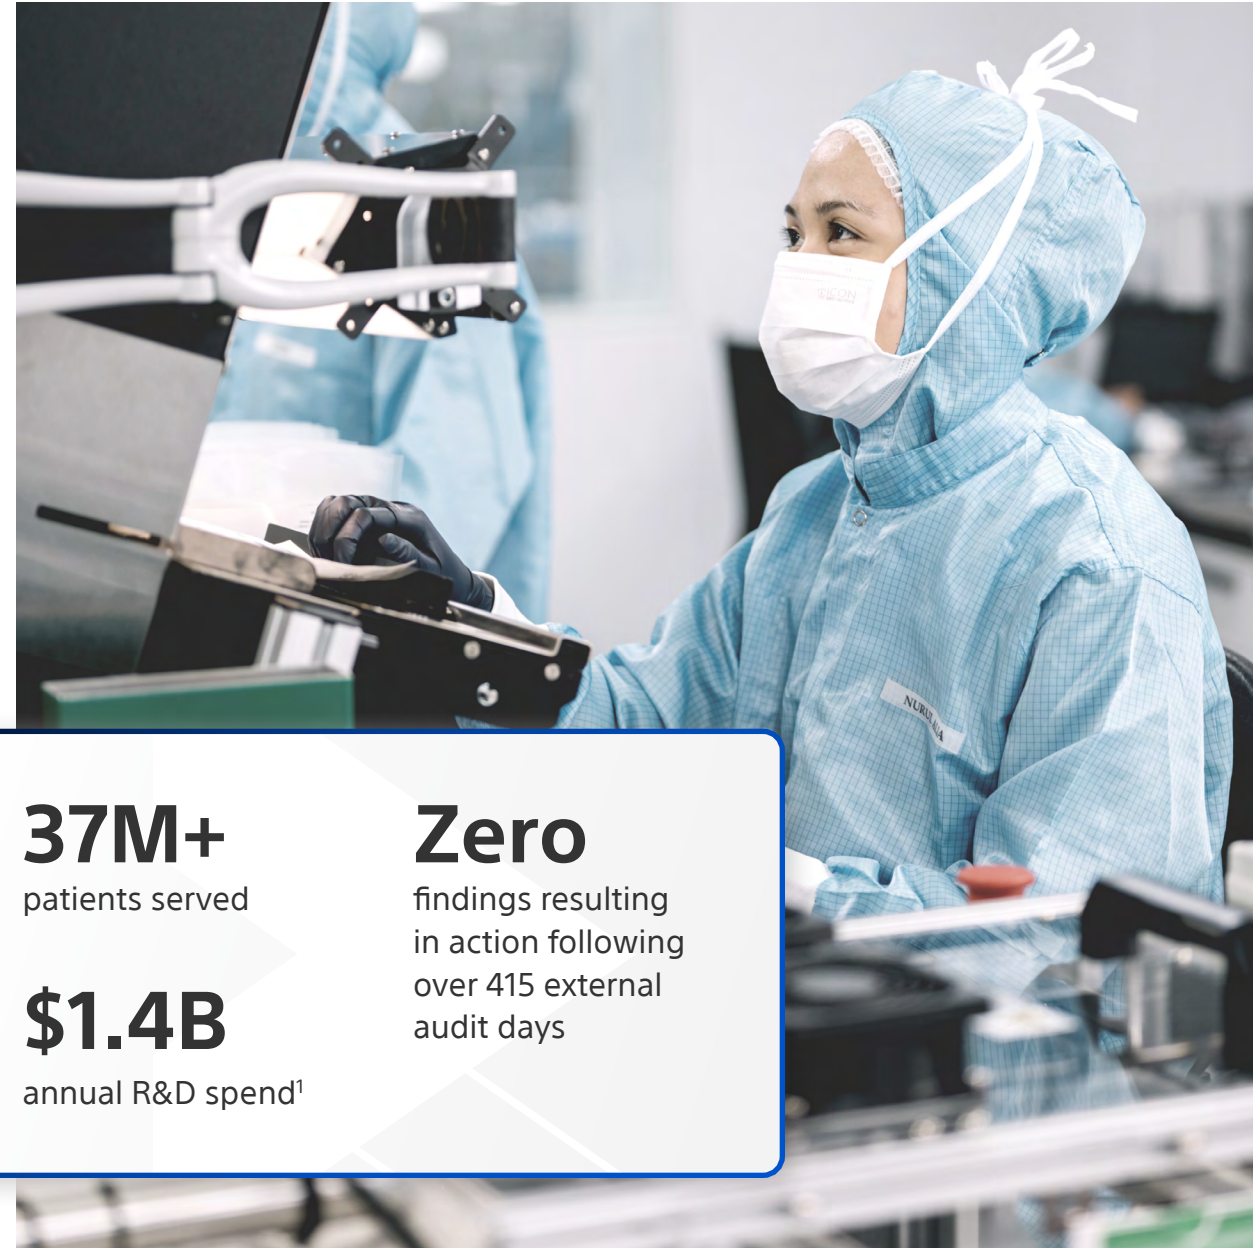 37M+
patients served
$1.4B
annual R&D spend¹
Zero
findings resulting
in action following
over 415 external
audit days